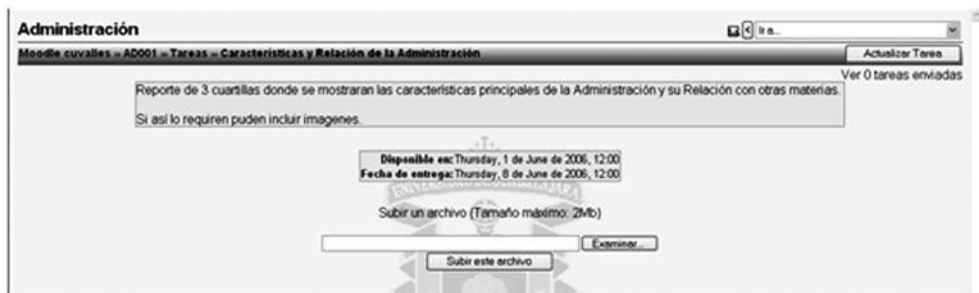 Administración
Ir a...
Moodle cuvalles » AD001 » Tareas » Características y Relación de la Administración
Actualizar Tarea
Ver 0 tareas enviadas
Reporte de 3 cuartillas donde se mostraran las características principales de la Administración y su Relación con otras materias.
Si así lo requiren puden incluir imagenes.
Disponible en: Thursday, 1 de June de 2006, 12:00
Fecha de entrega: Thursday, 8 de June de 2006, 12:00
Subir un archivo (Tamaño máximo: 2Mb)
Examinar...
Subir este archivo